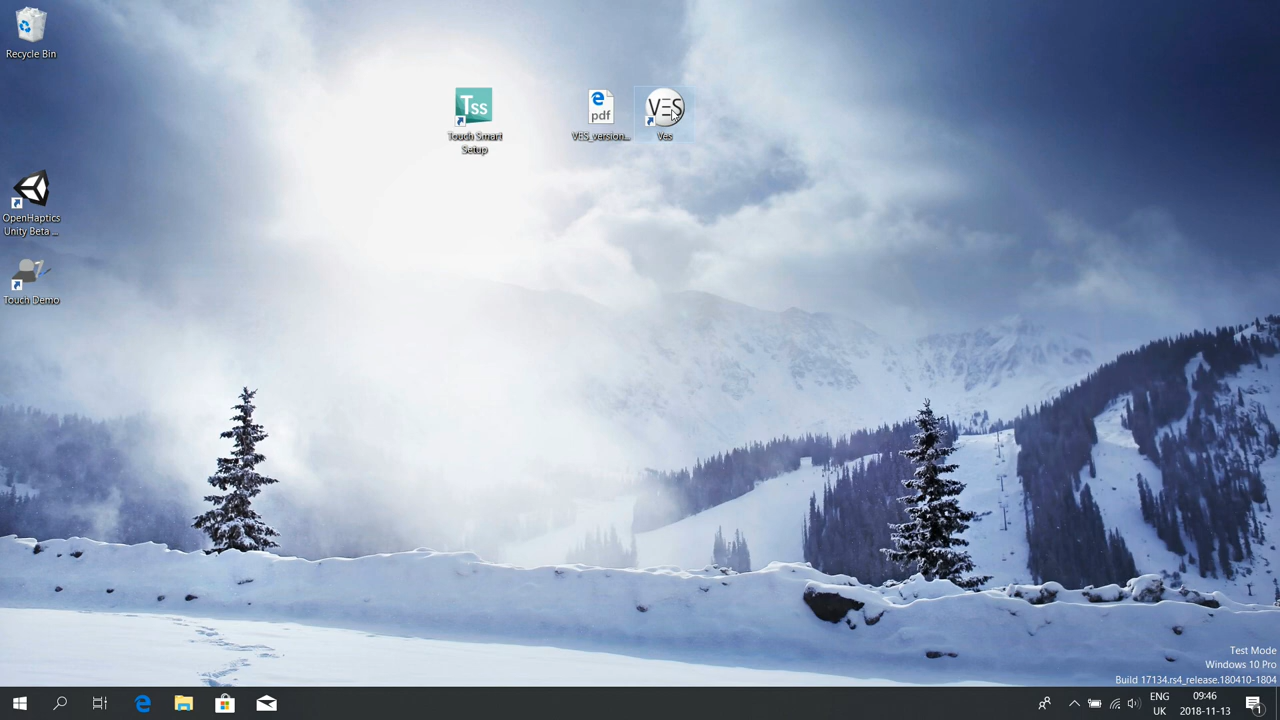 Recycle Bin
Tss
Touch Smart
Setup
pdf
VES_version...
VES
Ves
OpenHaptics
Unity Beta ...
Touch Demo
Test Mode
Windows 10 Pro
Build 17134.rs4_release.180410-1804
ENG
UK
09:46
2018-11-13
1